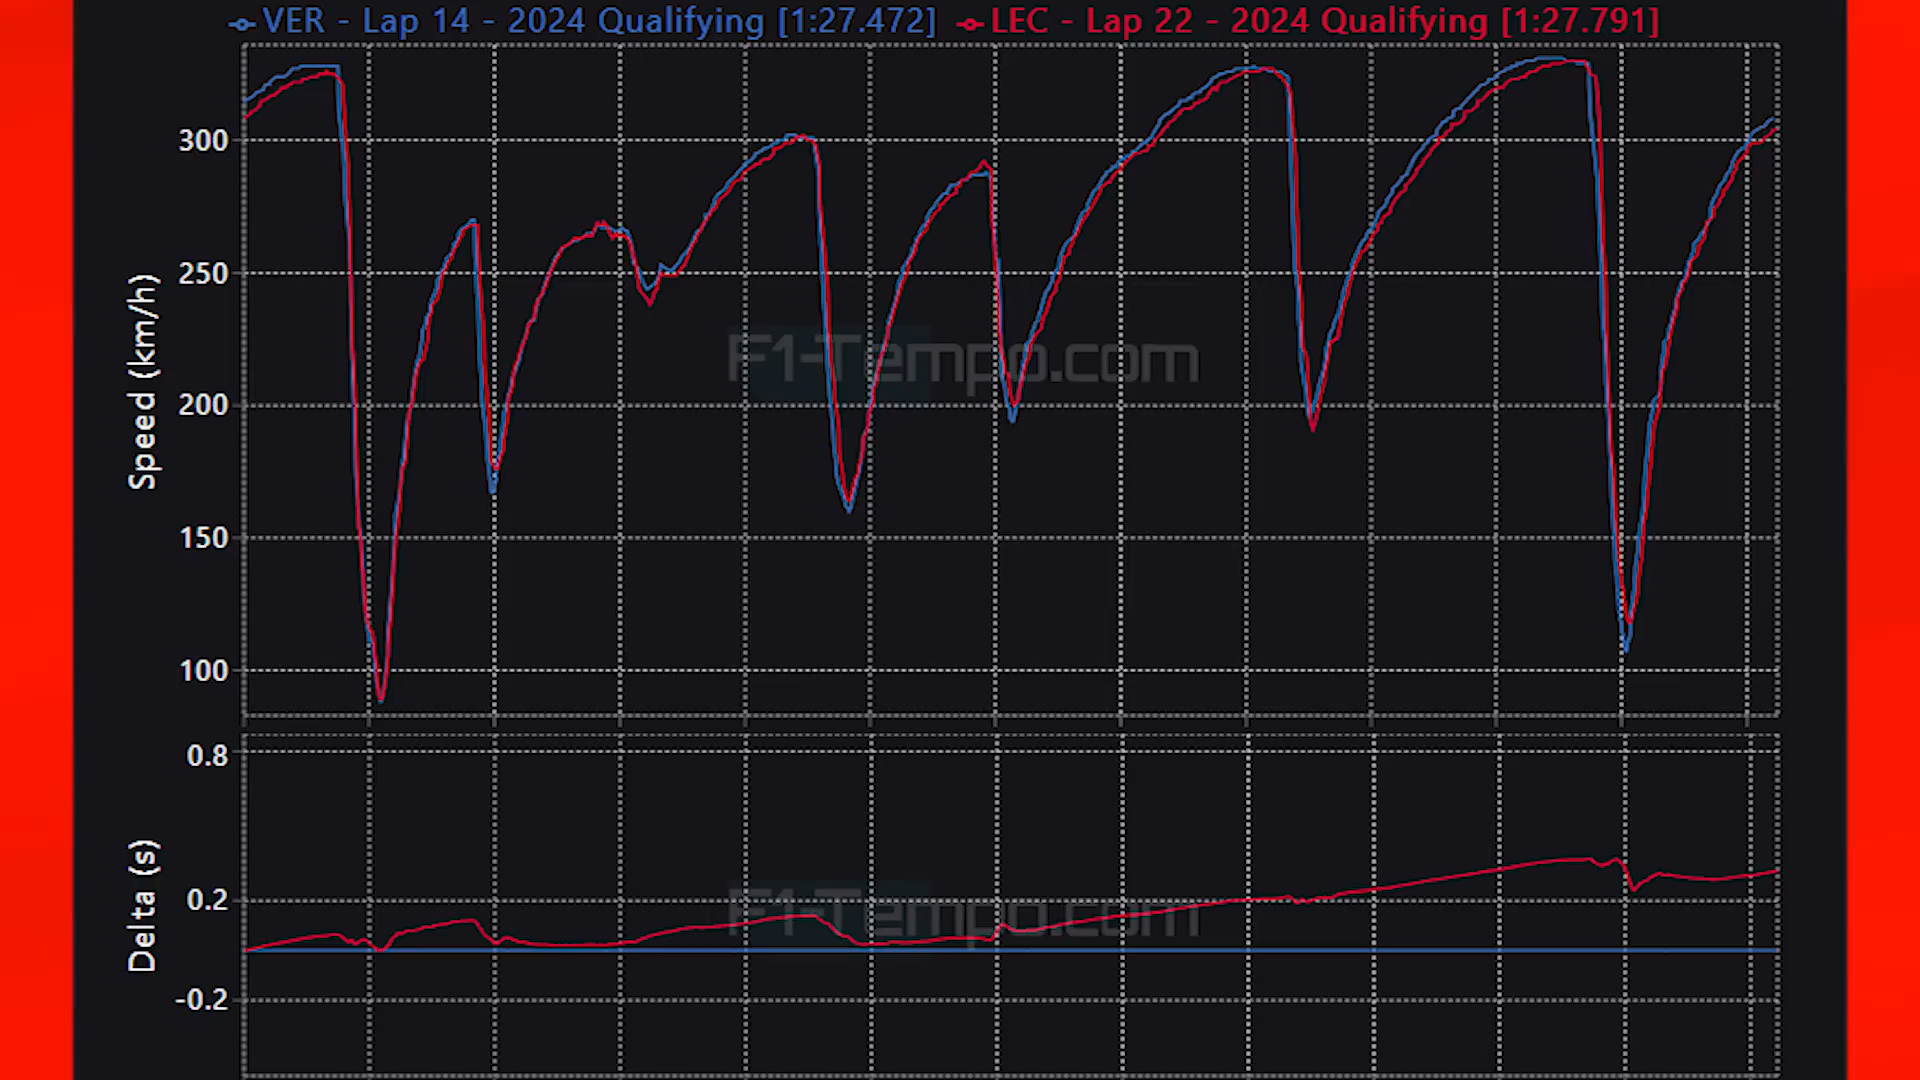 VER - Lap 14 - 2024 Qualifying [1:27.472] LEC - Lap 22 - 2024 Qualifying [1:27.791]
300
250
200
150
100
Speed (km/h)
F1-Tempo.com
0.8
0.2
-0.2
Delta (s)
F1-Tempo.com